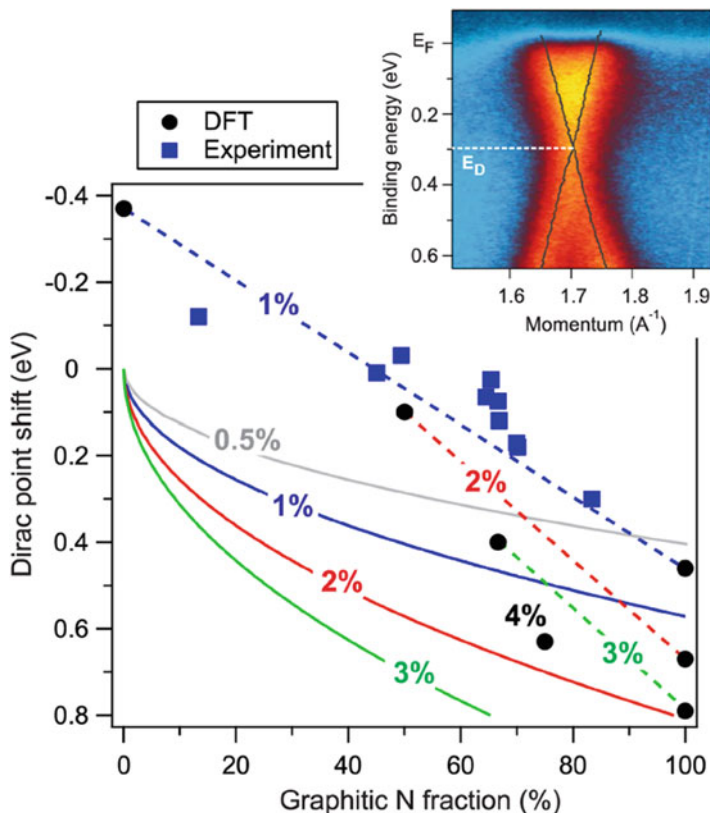 E_F
0.2
0.4
0.6
E_D
Binding energy (eV)
1.6 1.7 1.8 1.9
Momentum (A⁻¹)
DFT
Experiment
-0.4
-0.2
0
0.2
0.4
0.6
0.8
Dirac point shift (eV)
1%
0.5%
1%
2%
2%
4%
3%
3%
0 20 40 60 80 100
Graphitic N fraction (%)